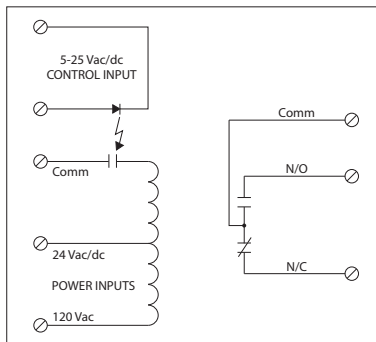 5-25 Vac/dc
CONTROL INPUT
Comm
24 Vac/dc
POWER INPUTS
120 Vac
Comm
N/O
N/C